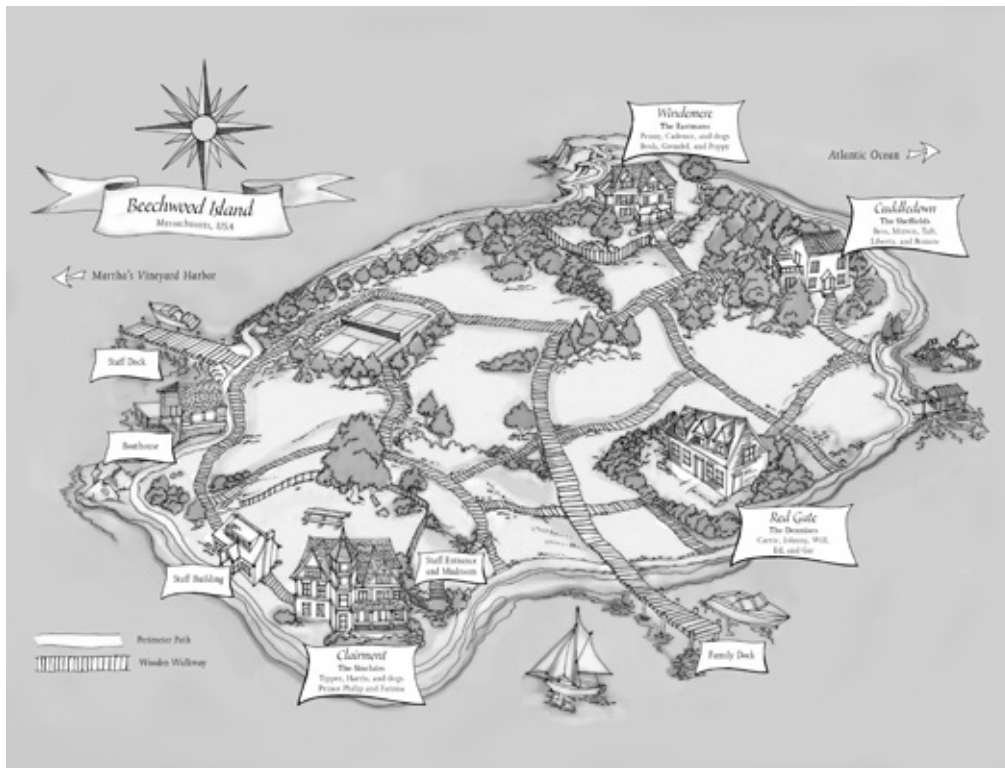 Windemere
The Eastmans
Penny, Cadence, and dogs
Bosh, Grendel, and Poppy
Atlantic Ocean
Beechwood Island
Massachusetts, USA
Cuddledown
The Sheffields
Bess, Mirren, Taft,
Liberty, and Bonnie
Martha's Vineyard Harbor
Staff Dock
Boathouse
Red Gate
The Dennises
Carrie, Johnny, Will,
Ed, and Gat
Staff Entrance
and Mudroom
Staff Building
Perimeter Path
Wooden Walkway
Clairmont
The Sinclairs
Tipper, Harris, and dogs
Prince Philip and Fatima
Family Dock